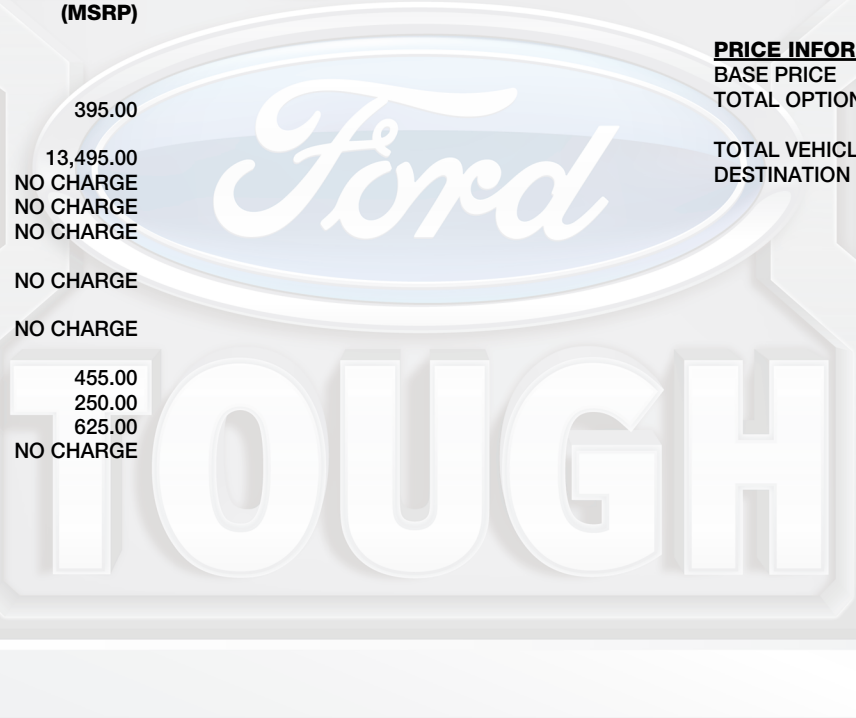 (MSRP)
395.00
13,495.00
NO CHARGE
NO CHARGE
NO CHARGE
NO CHARGE
NO CHARGE
455.00
250.00
625.00
NO CHARGE
PRICE INFOR
BASE PRICE
TOTAL OPTION
TOTAL VEHICL
DESTINATION
Ford
TOUGH